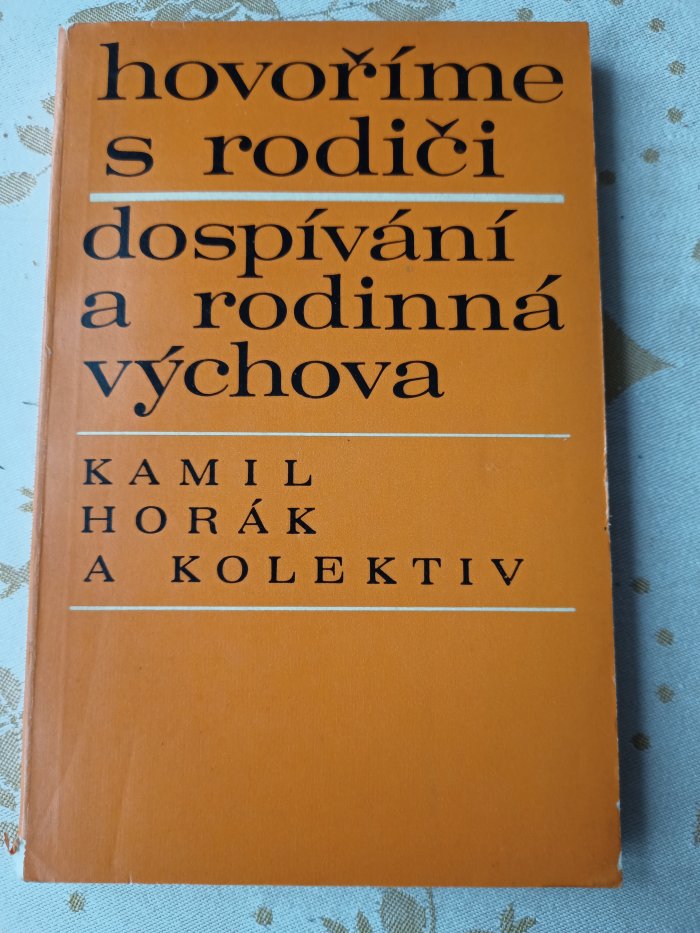 hovoříme
s rodiči
dospívání
a rodinná
výchova
KAMIL
HORÁK
A KOLEKTIV